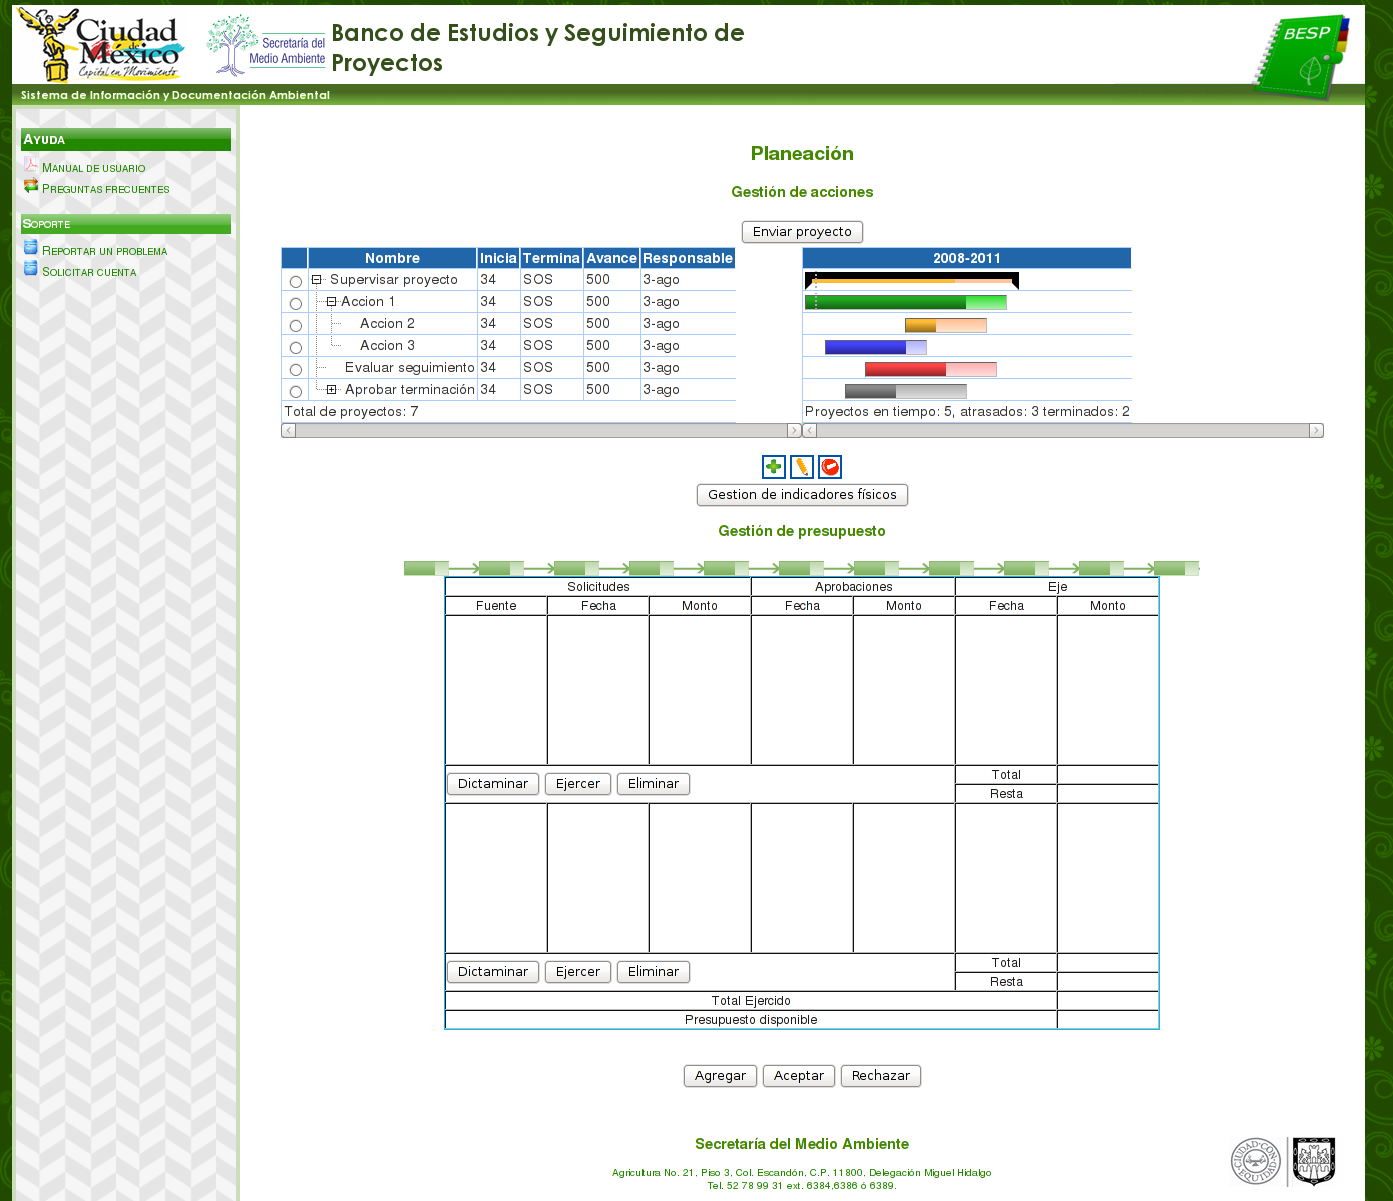 Ciudad de México
Capital en Movimiento
Secretaría del
Medio Ambiente
Banco de Estudios y Seguimiento de
Proyectos
BESP
Sistema de Información y Documentación Ambiental
AYUDA
MANUAL DE USUARIO
PREGUNTAS FRECUENTES
SOPORTE
REPORTAR UN PROBLEMA
SOLICITAR CUENTA
Planeación
Gestión de acciones
Enviar proyecto
Nombre Inicia Termina Avance Responsable 2008-2011
Supervisar proyecto 34 SOS 500 3-ago
Accion 1 34 SOS 500 3-ago
Accion 2 34 SOS 500 3-ago
Accion 3 34 SOS 500 3-ago
Evaluar seguimiento 34 SOS 500 3-ago
Aprobar terminación 34 SOS 500 3-ago
Total de proyectos: 7 Proyectos en tiempo: 5, atrasados: 3 terminados: 2
Gestion de indicadores físicos
Gestión de presupuesto
Solicitudes Aprobaciones Eje
Fuente Fecha Monto Fecha Monto Fecha Monto
Dictaminar Ejercer Eliminar
Total
Resta
Dictaminar Ejercer Eliminar
Total
Resta
Total Ejercido
Presupuesto disponible
Agregar Aceptar Rechazar
Secretaría del Medio Ambiente
Agricultura No. 21, Piso 3, Col. Escandón, C.P. 11800, Delegación Miguel Hidalgo
Tel. 52 78 99 31 ext. 6384,6386 ó 6389.
CIUDAD CON EQUIDAD